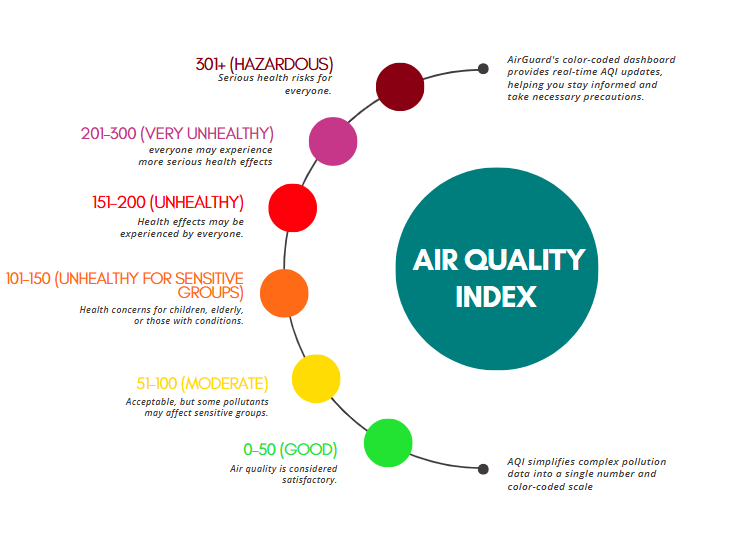 301+ (HAZARDOUS)
Serious health risks for
everyone.
AirGuard's color-coded dashboard
provides real-time AQI updates,
helping you stay informed and
take necessary precautions.
201-300 (VERY UNHEALTHY)
everyone may experience
more serious health effects
151-200 (UNHEALTHY)
Health effects may be
experienced by everyone.
AIR QUALITY
INDEX
101-150 (UNHEALTHY FOR SENSITIVE
GROUPS)
Health concerns for children, elderly,
or those with conditions.
51-100 (MODERATE)
Acceptable, but some pollutants
may affect sensitive groups.
0-50 (GOOD)
Air quality is considered
satisfactory.
AQI simplifies complex pollution
data into a single number and
color-coded scale